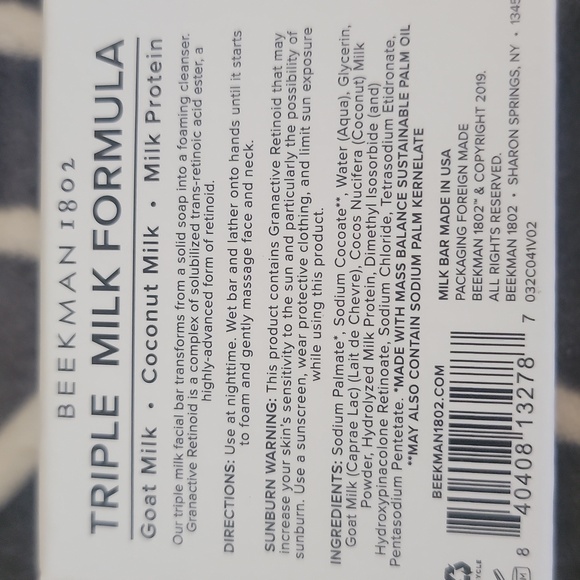 BEEKMAN 1802
TRIPLE MILK FORMULA
Goat Milk • Coconut Milk • Milk Protein
Our triple milk facial bar transforms from a solid soap into a foaming cleanser.
Granactive Retinoid is a complex of solubilized trans-retinoic acid ester, a
highly-advanced form of retinoid.
DIRECTIONS: Use at nighttime. Wet bar and lather onto hands until it starts
to foam and gently massage face and neck.
SUNBURN WARNING: This product contains Granactive Retinoid that may
increase your skin's sensitivity to the sun and particularly the possibility of
sunburn. Use a sunscreen, wear protective clothing, and limit sun exposure
while using this product.
INGREDIENTS: Sodium Palmate*, Sodium Cocoate**, Water (Aqua), Glycerin,
Goat Milk (Caprae Lac) (Lait de Chevre), Cocos Nucifera (Coconut) Milk
Powder, Hydrolyzed Milk Protein, Dimethyl Isosorbide (and)
Hydroxypinacolone Retinoate, Sodium Chloride, Tetrasodium Etidronate,
Pentasodium Pentetate. *MADE WITH MASS BALANCE SUSTAINABLE PALM OIL
**MAY ALSO CONTAIN SODIUM PALM KERNELATE
BEEKMAN1802.COM
MILK BAR MADE IN USA
PACKAGING FOREIGN MADE
BEEKMAN 1802™ & COPYRIGHT 2019.
ALL RIGHTS RESERVED.
BEEKMAN 1802 • SHARON SPRINGS, NY • 1345
032C041V02
8 40408 13278 7